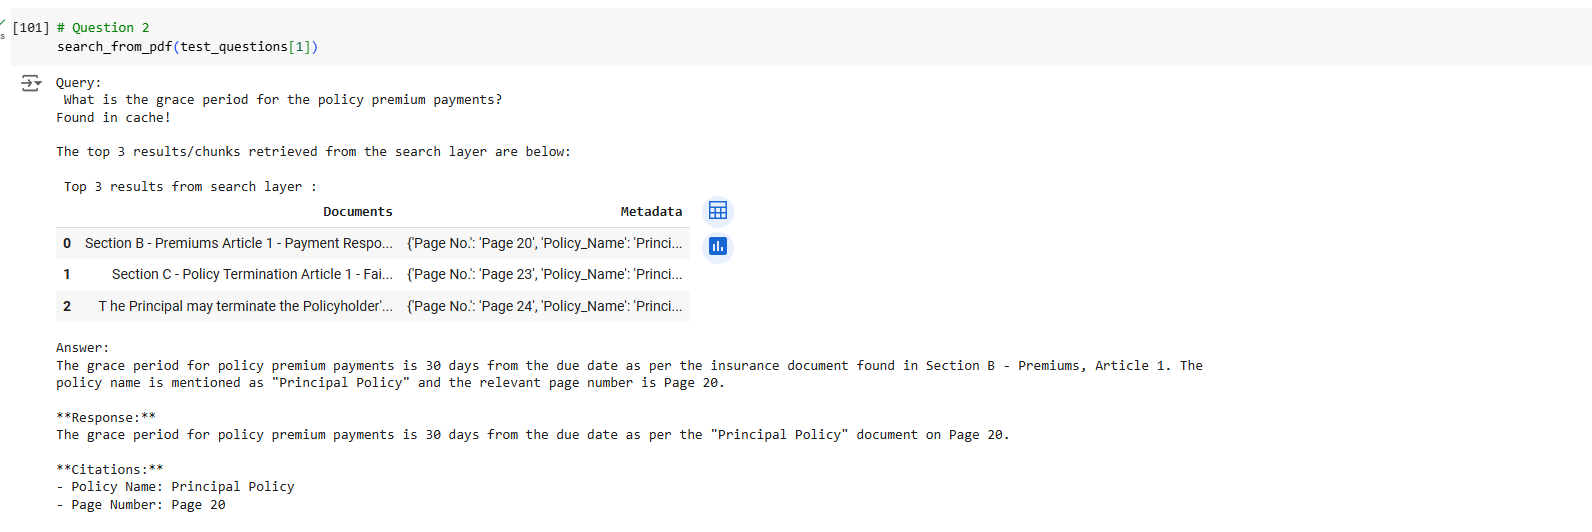 [101] # Question 2
search_from_pdf(test_questions[1])
Query:
What is the grace period for the policy premium payments?
Found in cache!
The top 3 results/chunks retrieved from the search layer are below:
Top 3 results from search layer :
Documents Metadata
0 Section B - Premiums Article 1 - Payment Respo... {'Page No.': 'Page 20', 'Policy_Name': 'Princi...
1 Section C - Policy Termination Article 1 - Fai... {'Page No.': 'Page 23', 'Policy_Name': 'Princi...
2 T he Principal may terminate the Policyholder'... {'Page No.': 'Page 24', 'Policy_Name': 'Princi...
Answer:
The grace period for policy premium payments is 30 days from the due date as per the insurance document found in Section B - Premiums, Article 1. The
policy name is mentioned as "Principal Policy" and the relevant page number is Page 20.
**Response:**
The grace period for policy premium payments is 30 days from the due date as per the "Principal Policy" document on Page 20.
**Citations:**
- Policy Name: Principal Policy
- Page Number: Page 20